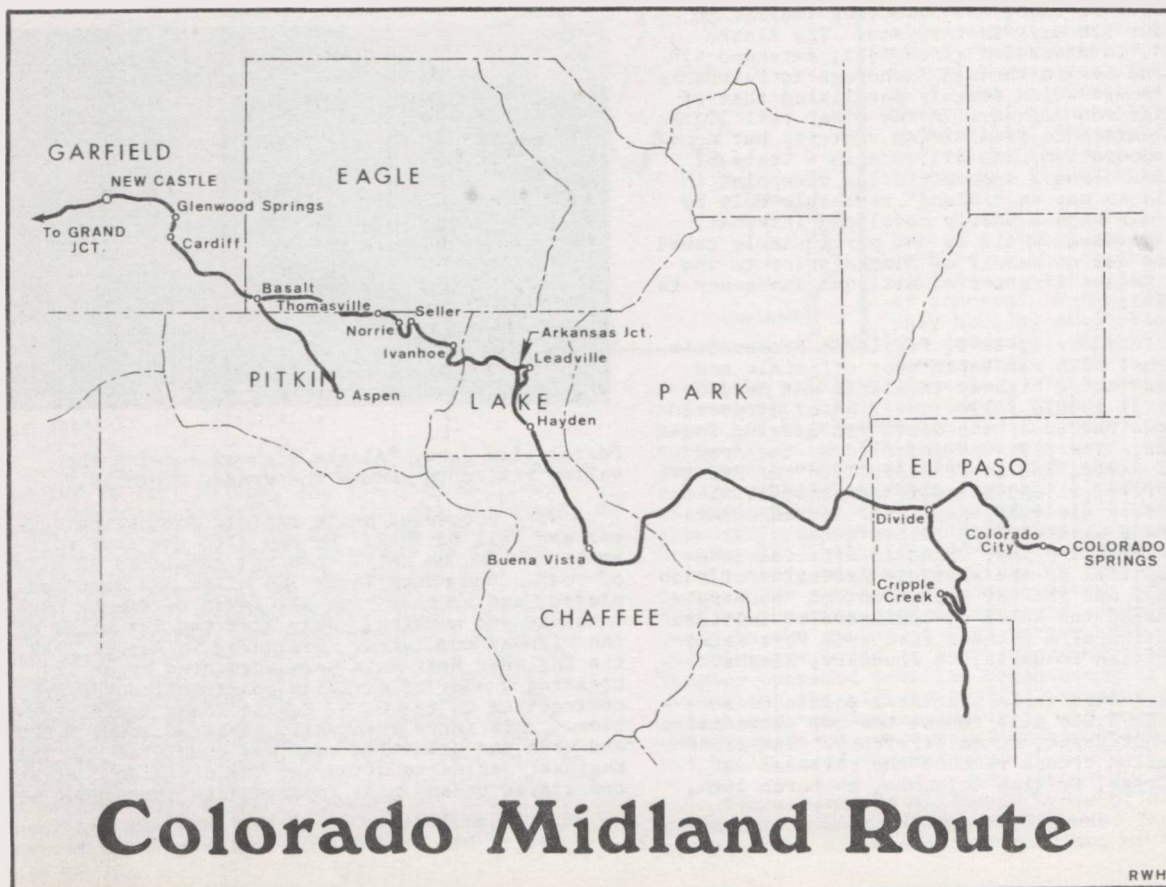 GARFIELD
NEW CASTLE
EAGLE
Glenwood Springs
To GRAND
JCT.
Cardiff
Basalt
Thomasville
Seller
Norrie
Arkansas Jct.
Ivanhoe
Leadville
PITKIN
Aspen
LAKE
PARK
Hayden
EL PASO
Divide
Colorado
City
COLORADO
SPRINGS
Buena Vista
Cripple
Creek
CHAFFEE
Colorado Midland Route
RWH